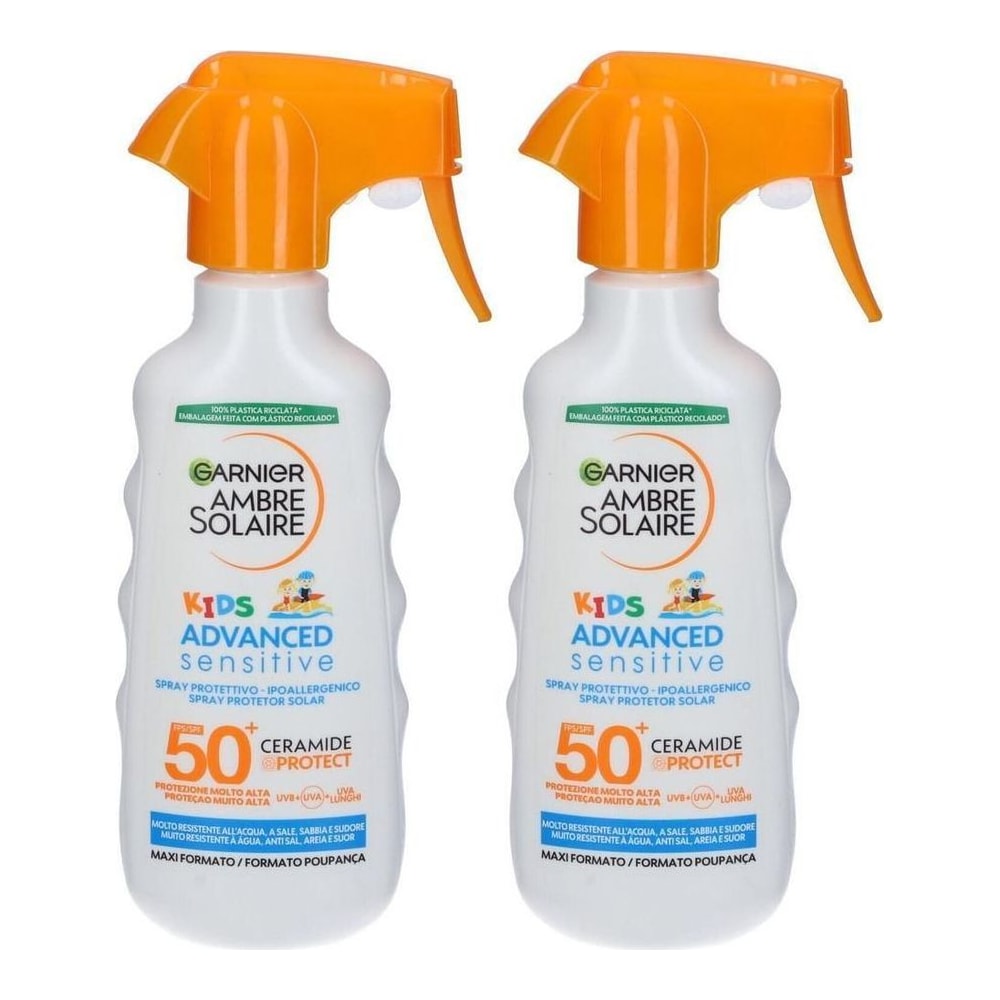 100% PLASTICA RICICLATA*
EMBALAGEM FEITA COM PLÁSTICO RECICLADO*
GARNIER
AMBRE
SOLAIRE
KIDS
ADVANCED
sensitive
SPRAY PROTETTIVO - IPOALLERGENICO
SPRAY PROTETOR SOLAR
FPS/SPF
50+
CERAMIDE
PROTECT
PROTEZIONE MOLTO ALTA
PROTEÇAO MUITO ALTA
UVB+ UVA + UVA LUNGHI
MOLTO RESISTENTE ALL'ACQUA, A SALE, SABBIA E SUDORE
MUITO RESISTENTE À ÁGUA, ANTI SAL, AREIA E SUOR
MAXI FORMATO / FORMATO POUPANÇA
100% PLASTICA RICICLATA*
EMBALAGEM FEITA COM PLÁSTICO RECICLADO*
GARNIER
AMBRE
SOLAIRE
KIDS
ADVANCED
sensitive
SPRAY PROTETTIVO - IPOALLERGENICO
SPRAY PROTETOR SOLAR
FPS/SPF
50+
CERAMIDE
PROTECT
PROTEZIONE MOLTO ALTA
PROTEÇAO MUITO ALTA
UVB+ UVA + UVA LUNGHI
MOLTO RESISTENTE ALL'ACQUA, A SALE, SABBIA E SUDORE
MUITO RESISTENTE À ÁGUA, ANTI SAL, AREIA E SUOR
MAXI FORMATO / FORMATO POUPANÇA